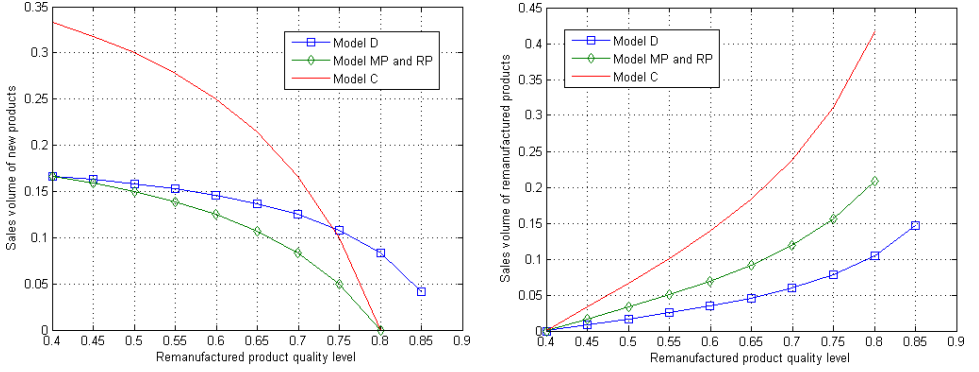 0.35
0.3
0.25
0.2
0.15
0.1
0.05
0
Sales volume of new products
Model D
Model MP and RP
Model C
0.4 0.45 0.5 0.55 0.6 0.65 0.7 0.75 0.8 0.85 0.9
Remanufactured product quality level
0.45
0.4
0.35
0.3
0.25
0.2
0.15
0.1
0.05
0
Sales volume of remanufactured products
Model D
Model MP and RP
Model C
0.4 0.45 0.5 0.55 0.6 0.65 0.7 0.75 0.8 0.85 0.9
Remanufactured product quality level